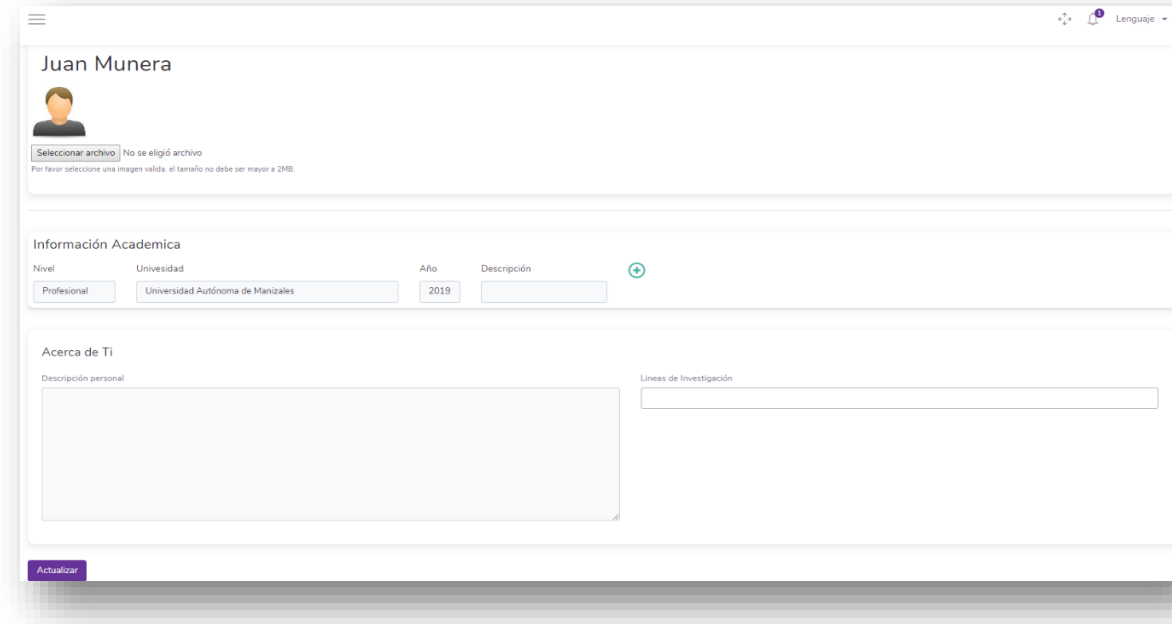 1
Lenguaje
Juan Munera
Seleccionar archivo No se eligió archivo
Por favor seleccione una imagen valida. el tamaño no debe ser mayor a 2MB.
Información Academica
Nivel Univesidad Año Descripción
Profesional Universidad Autónoma de Manizales 2019
Acerca de Ti
Descripción personal Lineas de Investigación
Actualizar